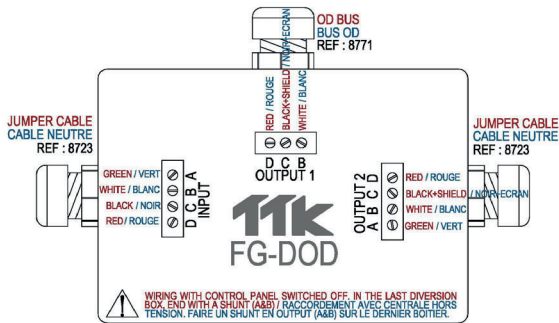 OD BUS
BUS OD
REF : 8771
RED / ROUGE
BLACK+SHIELD / NOIR+ECRAN
WHITE / BLANC
D C B
OUTPUT 1
JUMPER CABLE
CABLE NEUTRE
REF : 8723
GREEN / VERT
WHITE / BLANC
BLACK / NOIR
RED / ROUGE
D C B A
INPUT
JUMPER CABLE
CABLE NEUTRE
REF : 8723
OUTPUT 2
A B C D
RED / ROUGE
BLACK+SHIELD / NOIR+ECRAN
WHITE / BLANC
GREEN / VERT
TTK
FG-DOD
WIRING WITH CONTROL PANEL SWITCHED OFF. IN THE LAST DIVERSION
BOX, END WITH A SHUNT (A&B) / RACCORDEMENT AVEC CENTRALE HORS
TENSION. FAIRE UN SHUNT EN OUTPUT (A&B) SUR LE DERNIER BOITIER.